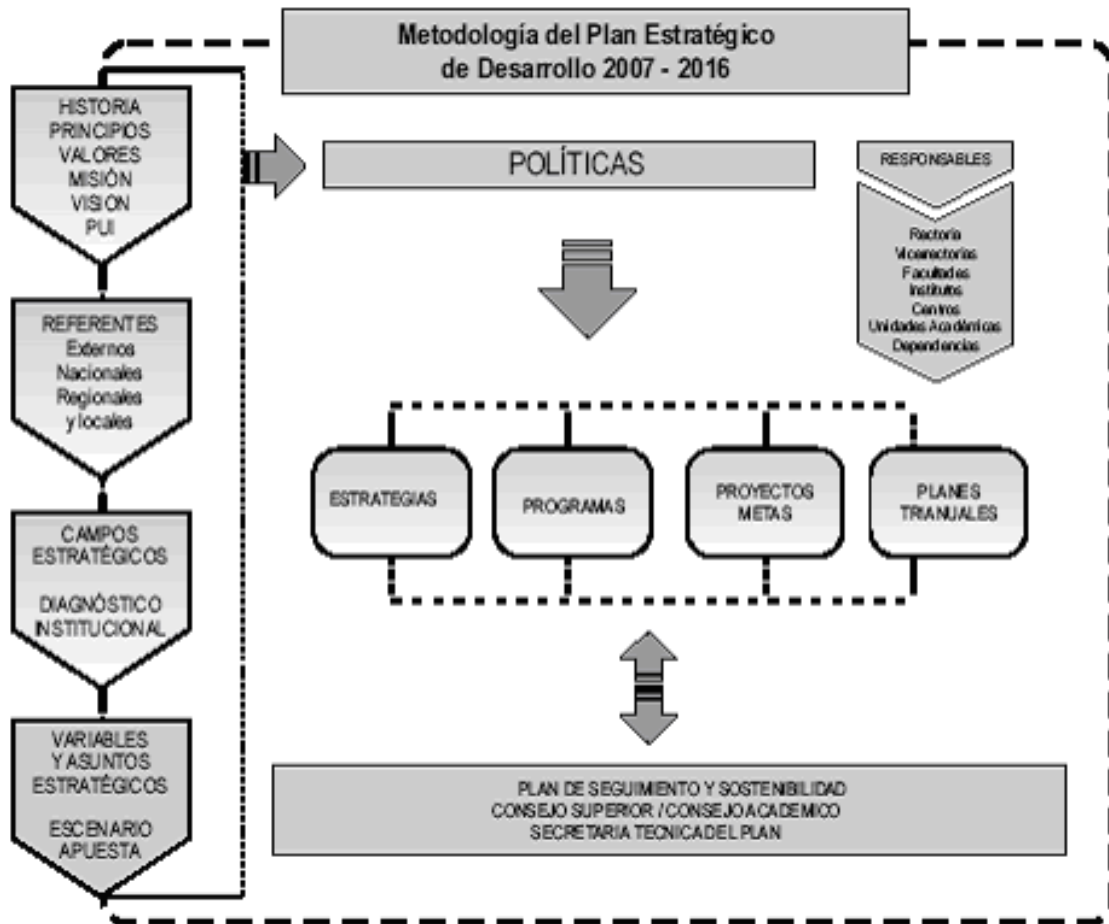 Metodología del Plan Estratégico
de Desarrollo 2007 - 2016
HISTORIA
PRINCIPIOS
VALORES
MISIÓN
VISION
PUI
REFERENTES
Externos
Nacionales
Regionales
y locales
CAMPOS
ESTRATÉGICOS
DIAGNÓSTICO
INSTITUCIONAL
VARIABLES
Y ASUNTOS
ESTRATÉGICOS
ESCENARIO
APUESTA
POLÍTICAS
RESPONSABLES
Rectoría
Vicerrectorías
Facultades
Institutos
Centros
Unidades Académicas
Dependencias
ESTRATEGIAS
PROGRAMAS
PROYECTOS
METAS
PLANES
TRIANUALES
PLAN DE SEGUIMIENTO Y SOSTENIBILIDAD
CONSEJO SUPERIOR / CONSEJO ACADEMICO
SECRETARIA TECNICA DEL PLAN